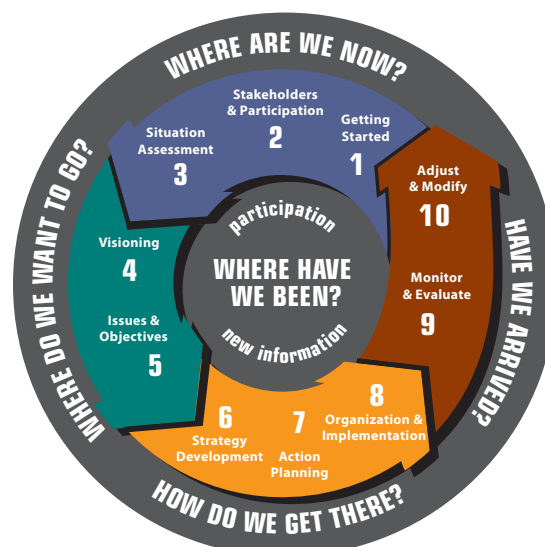 WHERE ARE WE NOW?
Getting
Started
1
Stakeholders
& Participation
2
Situation
Assessment
3
WHERE DO WE WANT TO GO?
Visioning
4
Issues &
Objectives
5
HOW DO WE GET THERE?
6
Strategy
Development
7
Action
Planning
8
Organization &
Implementation
HAVE WE ARRIVED?
Monitor
& Evaluate
9
Adjust
& Modify
10
participation
WHERE HAVE
WE BEEN?
new information